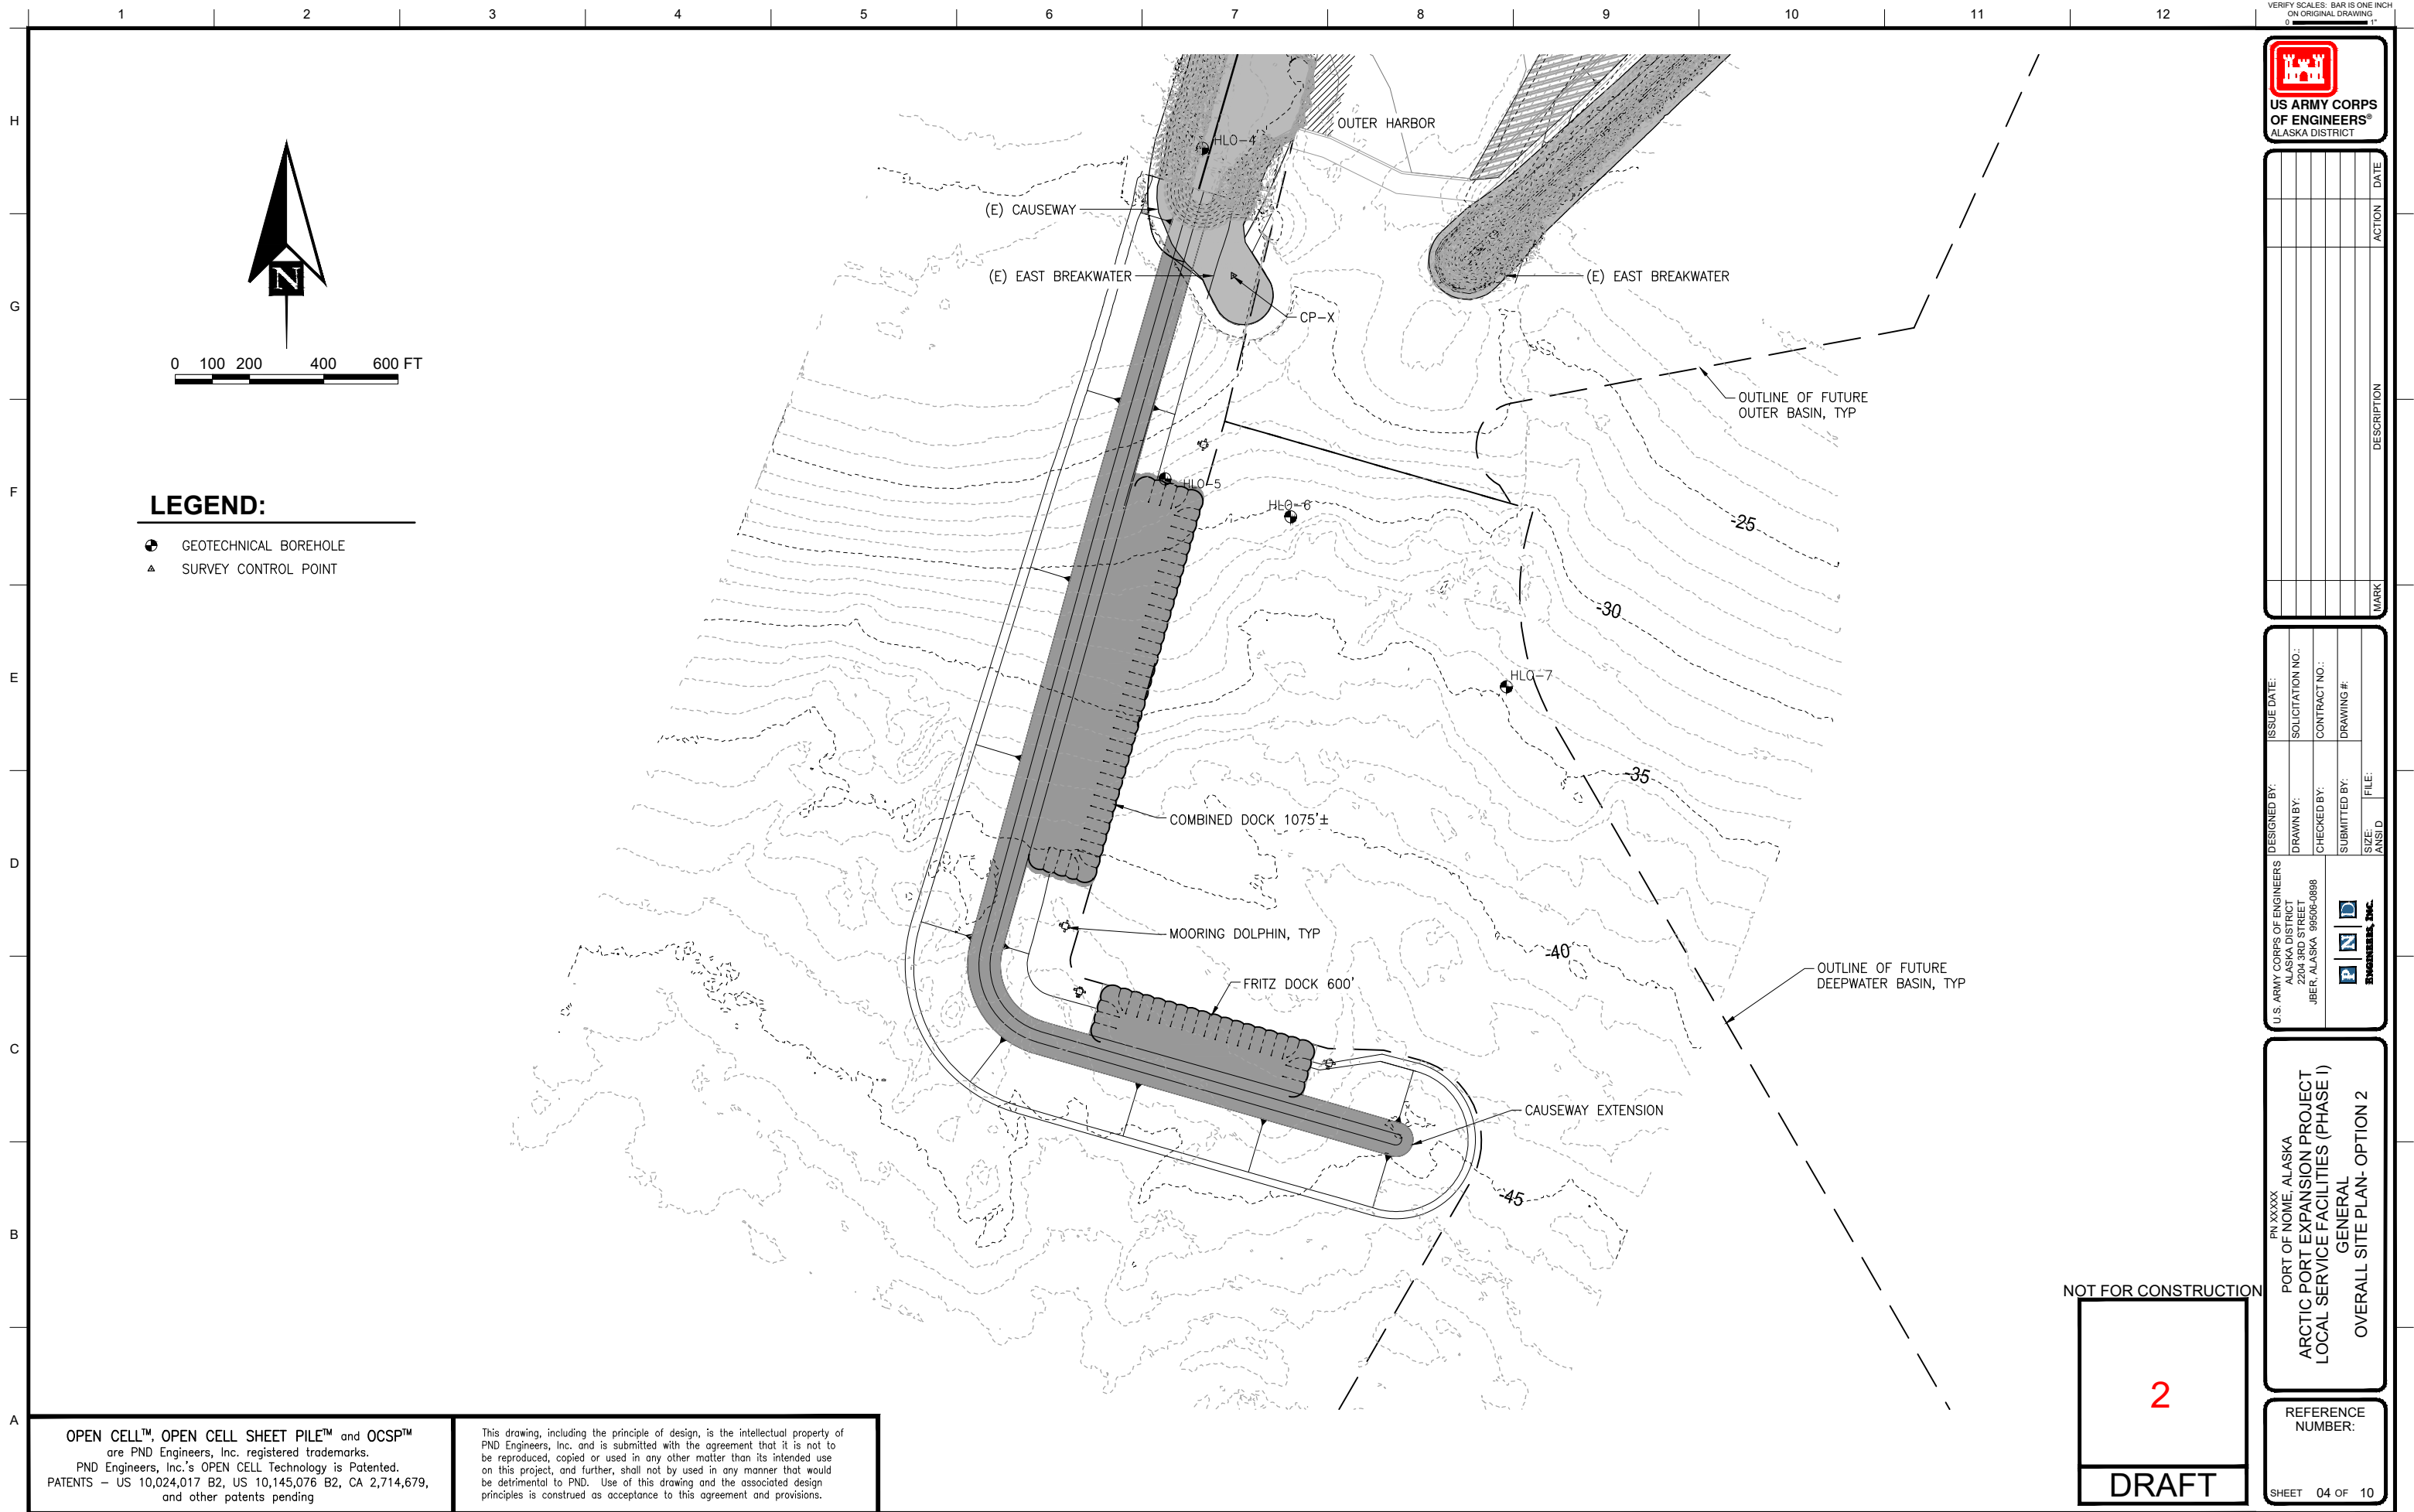 1 2 3 4 5 6 7 8 9 10 11 12
VERIFY SCALES: BAR IS ONE INCH
ON ORIGINAL DRAWING
0 1"
H
G
F
E
D
C
B
A
US ARMY CORPS
OF ENGINEERS®
ALASKA DISTRICT
N
0 100 200 400 600 FT
LEGEND:
GEOTECHNICAL BOREHOLE
SURVEY CONTROL POINT
OUTER HARBOR
HLO-4
(E) CAUSEWAY
(E) EAST BREAKWATER
(E) EAST BREAKWATER
CP-X
OUTLINE OF FUTURE
OUTER BASIN, TYP
HLO-5
HLO-6
-25
-30
HLO-7
-35
COMBINED DOCK 1075'±
MOORING DOLPHIN, TYP
-40
FRITZ DOCK 600'
OUTLINE OF FUTURE
DEEPWATER BASIN, TYP
CAUSEWAY EXTENSION
-45
MARK DESCRIPTION ACTION DATE
DESIGNED BY: ISSUE DATE:
DRAWN BY: SOLICITATION NO.:
CHECKED BY: CONTRACT NO.:
SUBMITTED BY: DRAWING #:
SIZE: FILE:
ANSI D
U.S. ARMY CORPS OF ENGINEERS
ALASKA DISTRICT
2204 3RD STREET
JBER, ALASKA 99506-0898
P N D
ENGINEERS, INC.
PN XXXXX
PORT OF NOME, ALASKA
ARCTIC PORT EXPANSION PROJECT
LOCAL SERVICE FACILITIES (PHASE I)
GENERAL
OVERALL SITE PLAN- OPTION 2
NOT FOR CONSTRUCTION
2
DRAFT
REFERENCE
NUMBER:
SHEET 04 OF 10
OPEN CELL™, OPEN CELL SHEET PILE™ and OCSP™
are PND Engineers, Inc. registered trademarks.
PND Engineers, Inc.'s OPEN CELL Technology is Patented.
PATENTS – US 10,024,017 B2, US 10,145,076 B2, CA 2,714,679,
and other patents pending
This drawing, including the principle of design, is the intellectual property of
PND Engineers, Inc. and is submitted with the agreement that it is not to
be reproduced, copied or used in any other matter than its intended use
on this project, and further, shall not by used in any manner that would
be detrimental to PND. Use of this drawing and the associated design
principles is construed as acceptance to this agreement and provisions.